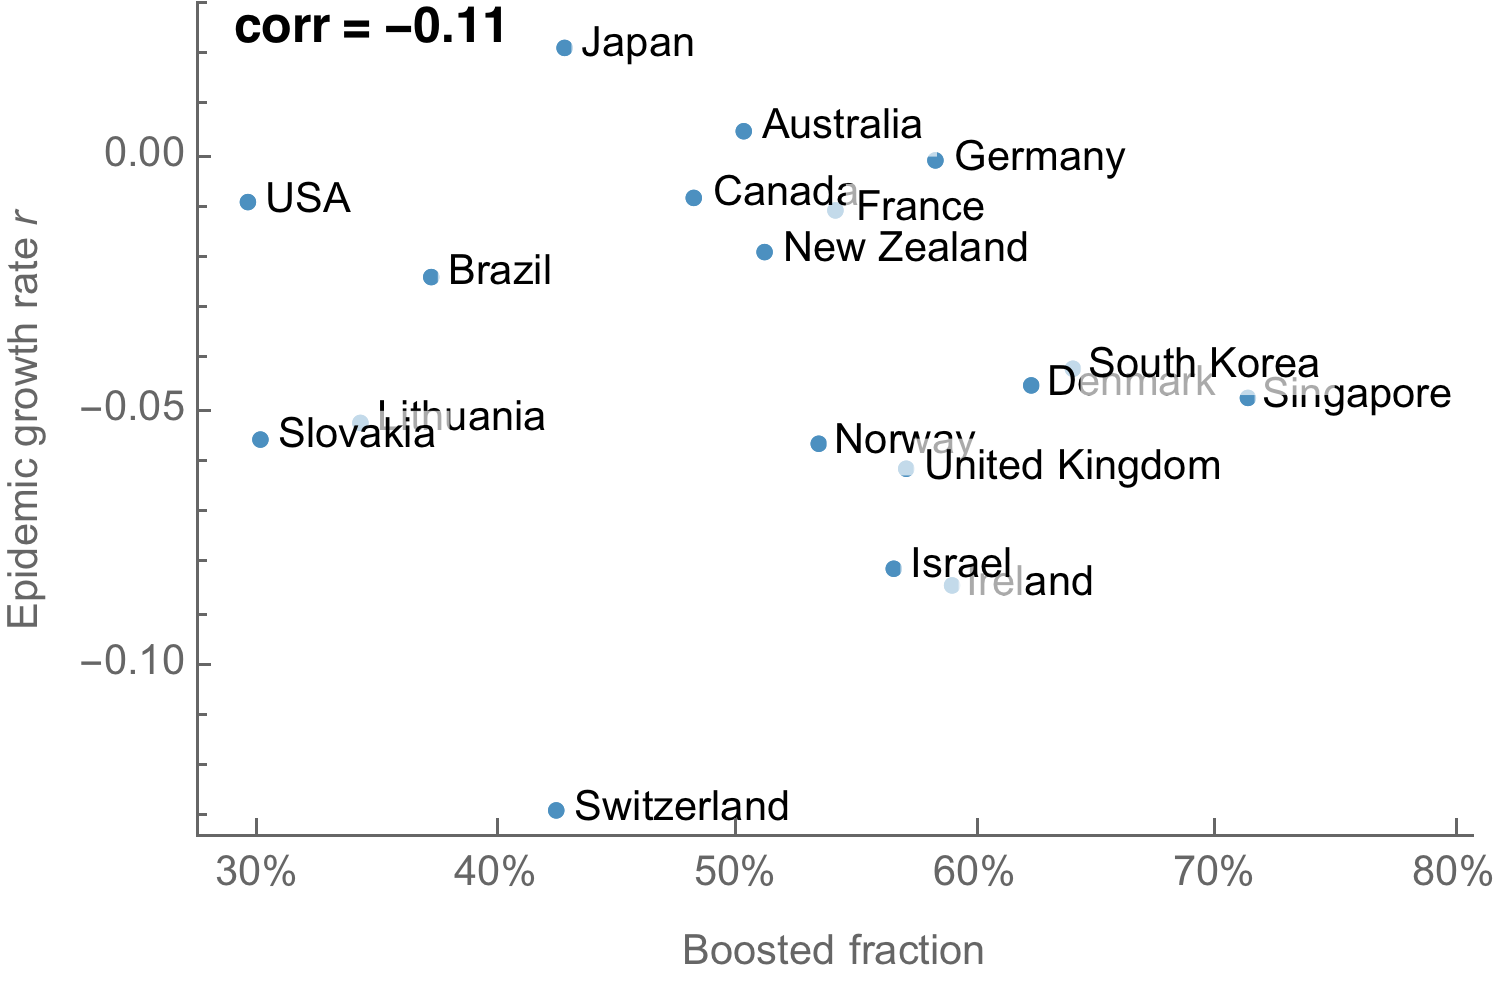 corr = −0.11
Japan
Australia
0.00
Germany
Canada
USA
France
New Zealand
Brazil
South Korea
Denmark
Singapore
−0.05
Lithuania
Slovakia
Norway
United Kingdom
Israel
Ireland
−0.10
Switzerland
30% 40% 50% 60% 70% 80%
Boosted fraction
Epidemic growth rate r